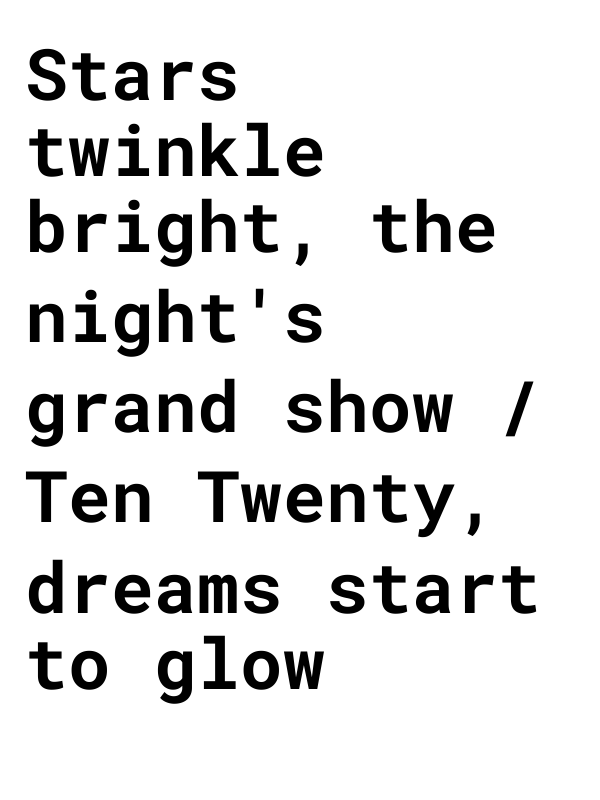 Stars
twinkle
bright, the
night's
grand show /
Ten Twenty,
dreams start
to glow